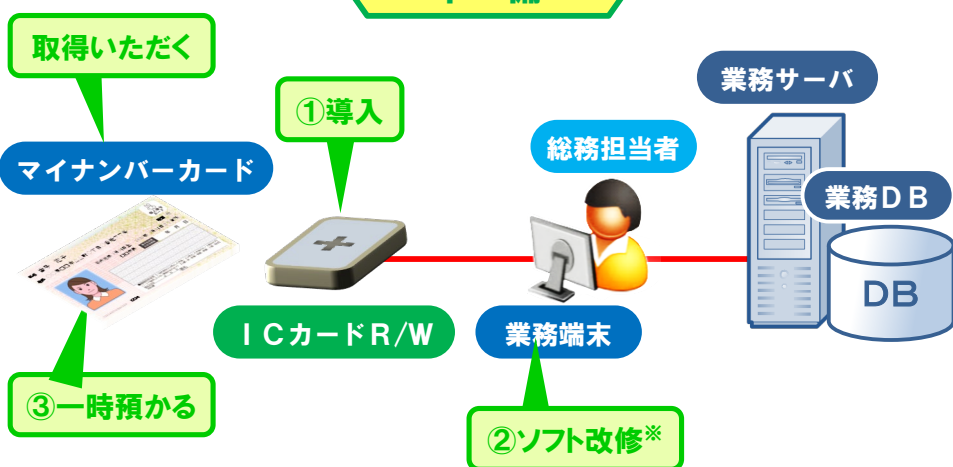 取得いただく
①導入
業務サーバ
総務担当者
マイナンバーカード
業務DB
DB
ICカードR/W
業務端末
③一時預かる
②ソフト改修※